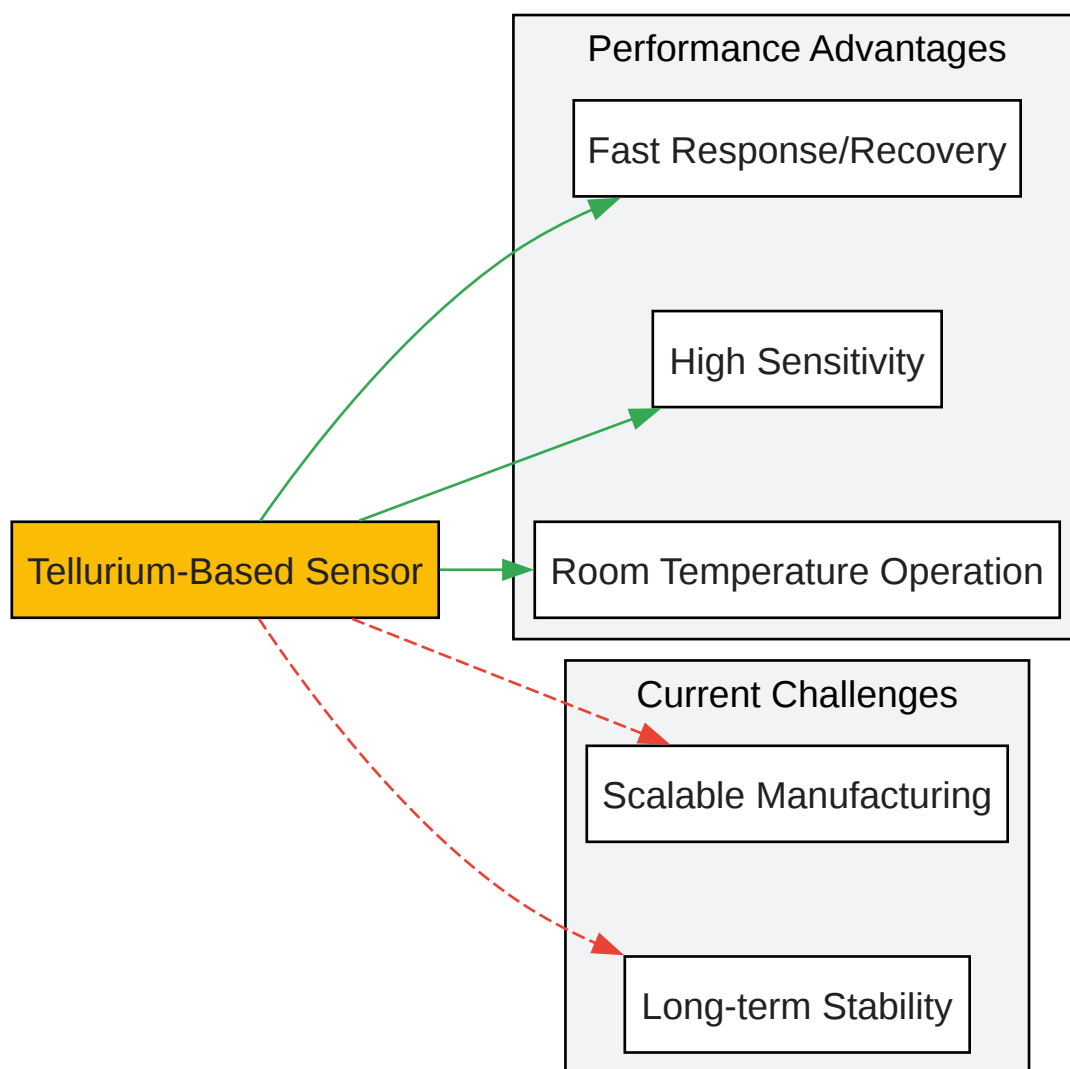 Performance Advantages
Fast Response/Recovery
High Sensitivity
Tellurium-Based Sensor
Room Temperature Operation
Current Challenges
Scalable Manufacturing
Long-term Stability